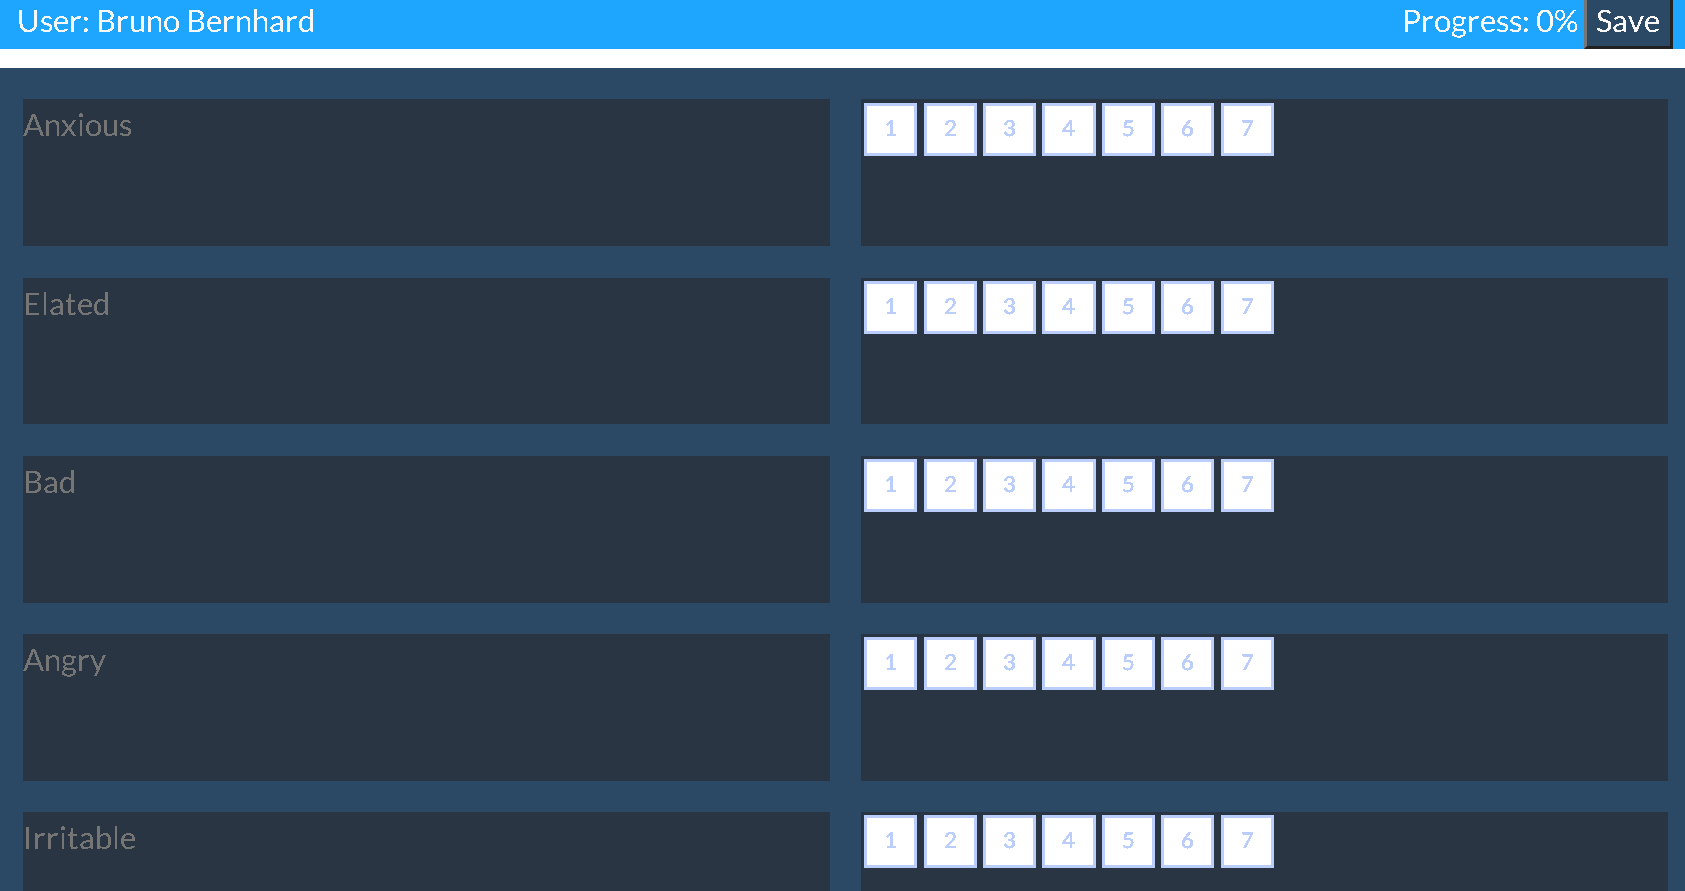 User: Bruno Bernhard Progress: 0% Save
Anxious 1 2 3 4 5 6 7
Elated 1 2 3 4 5 6 7
Bad 1 2 3 4 5 6 7
Angry 1 2 3 4 5 6 7
Irritable 1 2 3 4 5 6 7